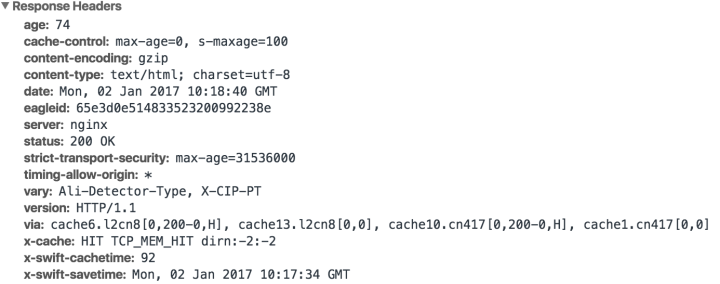 Response Headers
age: 74
cache-control: max-age=0, s-maxage=100
content-encoding: gzip
content-type: text/html; charset=utf-8
date: Mon, 02 Jan 2017 10:18:40 GMT
eagleid: 65e3d0e514833523200992238e
server: nginx
status: 200 OK
strict-transport-security: max-age=31536000
timing-allow-origin: *
vary: Ali-Detector-Type, X-CIP-PT
version: HTTP/1.1
via: cache6.l2cn8[0,200-0,H], cache13.l2cn8[0,0], cache10.cn417[0,200-0,H], cache1.cn417[0,0]
x-cache: HIT TCP_MEM_HIT dirn:-2:-2
x-swift-cachetime: 92
x-swift-savetime: Mon, 02 Jan 2017 10:17:34 GMT